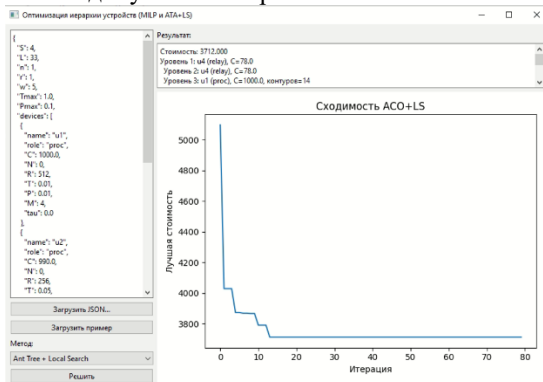 Оптимизация иерархии устройств (MILP и ATA+LS)
{
"S": 4,
"L": 33,
"n": 1,
"r": 1,
"w": 5,
"Tmax": 1.0,
"Pmax": 0.1,
"devices": [
{
"name": "u1",
"role": "proc",
"C": 1000.0,
"N": 0,
"R": 512,
"T": 0.01,
"P": 0.01,
"M": 4,
"tau": 0.0
},
{
"name": "u2",
"role": "proc",
"C": 990.0,
"N": 0,
"R": 256,
"T": 0.05,
Загрузить JSON...
Загрузить пример
Метод:
Ant Tree + Local Search
Решить
Результат:
Стоимость: 3712.000
Уровень 1: u4 (relay), C=78.0
Уровень 2: u4 (relay), C=78.0
Уровень 3: u1 (proc), C=1000.0, контуров=14
Сходимость ACO+LS
Лучшая стоимость
5000
4800
4600
4400
4200
4000
3800
0 10 20 30 40 50 60 70 80
Итерация